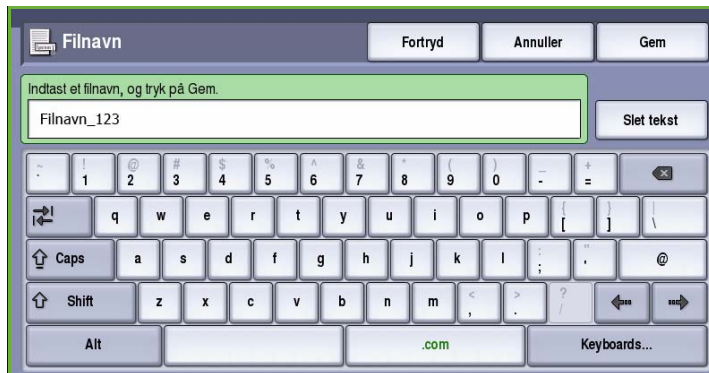 Filnavn
Fortryd
Annuller
Gem
Indtast et filnavn, og tryk på Gem.
Filnavn_123
Slet tekst
~ ! @ # $ % ^ & * ( ) _ +
` 1 2 3 4 5 6 7 8 9 0 - =
q w e r t y u i o p { [ } ] | \
Caps a s d f g h j k l : ; " ' @
Shift z x c v b n m < , > . ? /
Alt .com Keyboards...